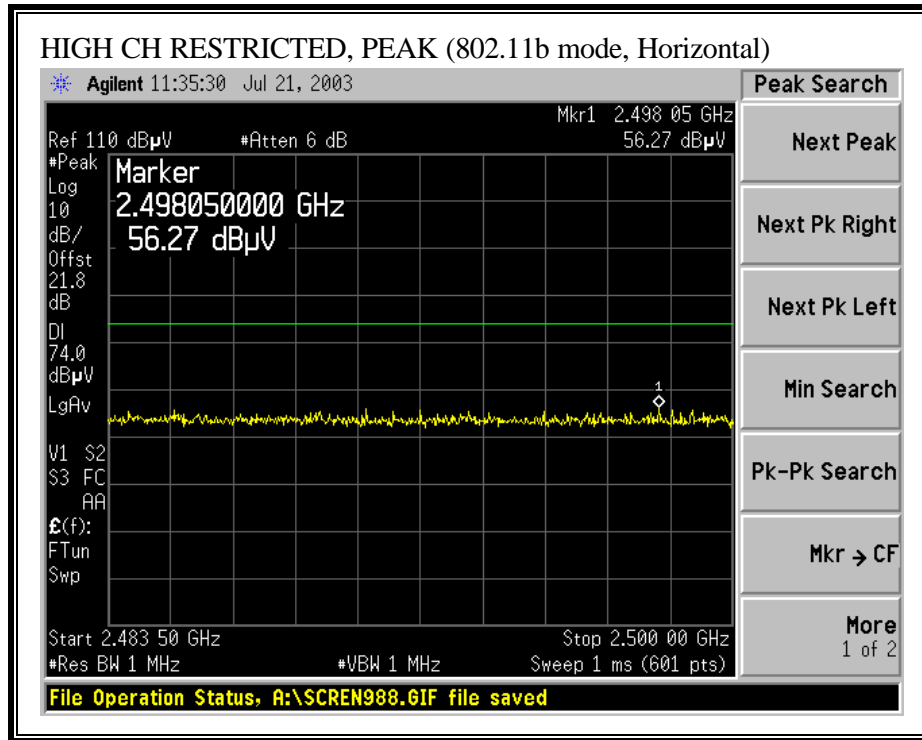 HIGH CH RESTRICTED, PEAK (802.11b mode, Horizontal)
Agilent 11:35:30 Jul 21, 2003
Peak Search
Mkr1 2.498 05 GHz
Ref 110 dBµV #Atten 6 dB 56.27 dBµV
#Peak
Log
10
dB/
Offst
21.8
dB
DI
74.0
dBµV
LgAv
V1 S2
S3 FC
AA
£(f):
FTun
Swp
Marker
2.498050000 GHz
56.27 dBµV
1
Start 2.483 50 GHz Stop 2.500 00 GHz
#Res BW 1 MHz #VBW 1 MHz Sweep 1 ms (601 pts)
File Operation Status, A:\SCREN988.GIF file saved
Next Peak
Next Pk Right
Next Pk Left
Min Search
Pk-Pk Search
Mkr → CF
More
1 of 2